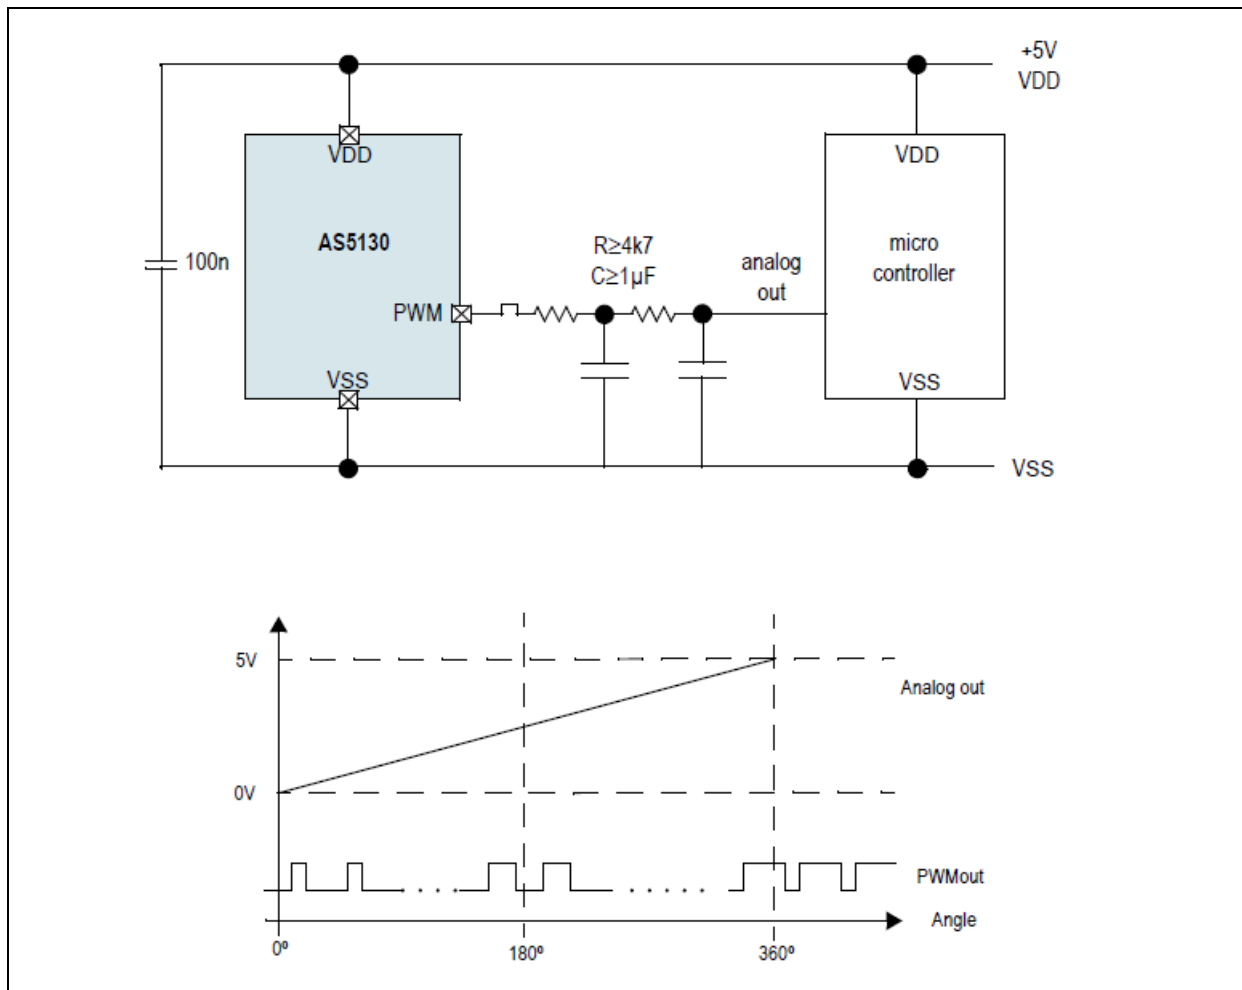 +5V
VDD
VDD
VDD
AS5130
micro
controller
100n
R≥4k7
C≥1µF
analog
out
PWM
VSS
VSS
VSS
5V
Analog out
0V
PWMout
Angle
0º
180º
360º